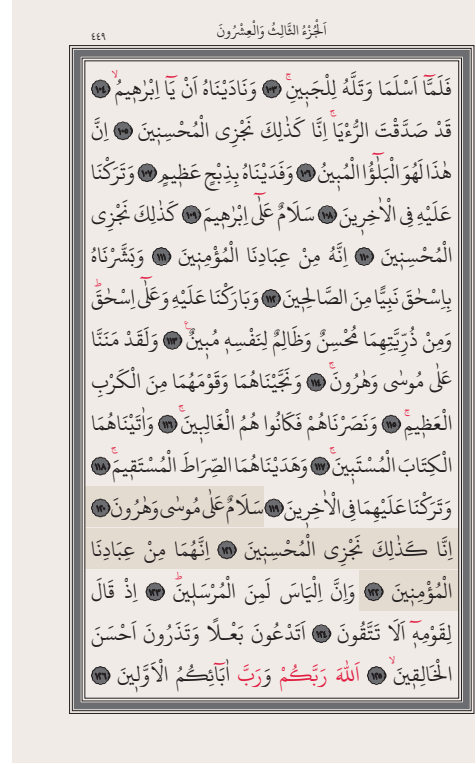 اَلْجُزْءُ الثَّالِثُ وَالْعِشْرُونَ
٤٤٩
فَلَمَّٓا اَسْلَمَا وَتَلَّهُ لِلْجَب۪ينِۚ ﴿١٠٣﴾ وَنَادَيْنَاهُ اَنْ يَٓا اِبْرٰه۪يمُۙ ﴿١٠٤﴾
قَدْ صَدَّقْتَ الرُّءْيَاۚ اِنَّا كَذٰلِكَ نَجْزِي الْمُحْسِن۪ينَ ﴿١٠٥﴾ اِنَّ
هٰذَا لَهُوَ الْبَلٰٓؤُا الْمُب۪ينُ ﴿١٠٦﴾ وَفَدَيْنَاهُ بِذِبْحٍ عَظ۪يمٍ ﴿١٠٧﴾ وَتَرَكْنَا
عَلَيْهِ فِي الْاٰخِر۪ينَ ﴿١٠٨﴾ سَلَامٌ عَلٰٓى اِبْرٰه۪يمَ ﴿١٠٩﴾ كَذٰلِكَ نَجْزِي
الْمُحْسِن۪ينَ ﴿١١٠﴾ اِنَّهُ مِنْ عِبَادِنَا الْمُؤْمِن۪ينَ ﴿١١١﴾ وَبَشَّرْنَاهُ
بِاِسْحٰقَ نَبِيًّا مِنَ الصَّالِح۪ينَ ﴿١١٢﴾ وَبَارَكْنَا عَلَيْهِ وَعَلٰٓى اِسْحٰقَۜ
وَمِنْ ذُرِّيَّتِهِمَا مُحْسِنٌ وَظَالِمٌ لِنَفْسِه۪ مُب۪ينٌ۟ ﴿١١٣﴾ وَلَقَدْ مَنَنَّا
عَلٰى مُوسٰى وَهٰرُونَۚ ﴿١١٤﴾ وَنَجَّيْنَاهُمَا وَقَوْمَهُمَا مِنَ الْكَرْبِ
الْعَظ۪يمِۚ ﴿١١٥﴾ وَنَصَرْنَاهُمْ فَكَانُوا هُمُ الْغَالِب۪ينَۚ ﴿١١٦﴾ وَاٰتَيْنَاهُمَا
الْكِتَابَ الْمُسْتَب۪ينَۚ ﴿١١٧﴾ وَهَدَيْنَاهُمَا الصِّرَاطَ الْمُسْتَق۪يمَۚ ﴿١١٨﴾
وَتَرَكْنَا عَلَيْهِمَا فِي الْاٰخِر۪ينَ ﴿١١٩﴾ سَلَامٌ عَلٰى مُوسٰى وَهٰرُونَ ﴿١٢٠﴾
اِنَّا كَذٰلِكَ نَجْزِي الْمُحْسِن۪ينَ ﴿١٢١﴾ اِنَّهُمَا مِنْ عِبَادِنَا
الْمُؤْمِن۪ينَ ﴿١٢٢﴾ وَاِنَّ اِلْيَاسَ لَمِنَ الْمُرْسَل۪ينَۜ ﴿١٢٣﴾ اِذْ قَالَ
لِقَوْمِه۪ٓ اَلَا تَتَّقُونَ ﴿١٢٤﴾ اَتَدْعُونَ بَعْلًا وَتَذَرُونَ اَحْسَنَ
الْخَالِق۪ينَۙ ﴿١٢٥﴾ اَللّٰهَ رَبَّكُمْ وَرَبَّ اٰبَٓائِكُمُ الْاَوَّل۪ينَ ﴿١٢٦﴾